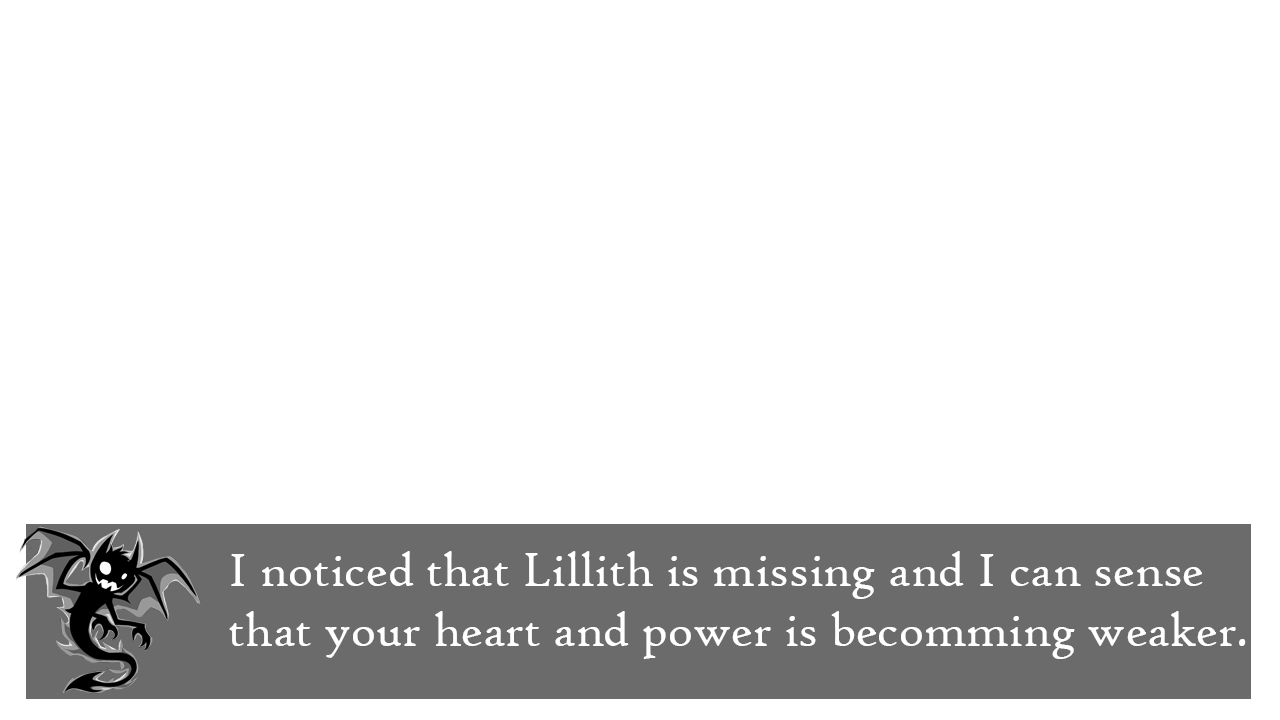 I noticed that Lillith is missing and I can sense
that your heart and power is becomming weaker.